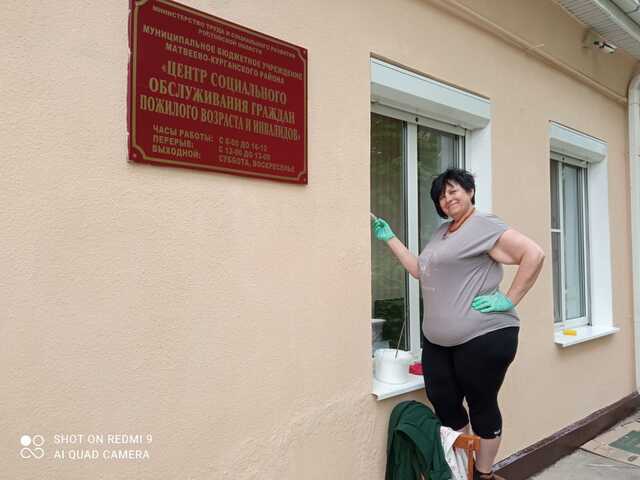 МИНИСТЕРСТВО ТРУДА И СОЦИАЛЬНОГО РАЗВИТИЯ
РОСТОВСКОЙ ОБЛАСТИ
МУНИЦИПАЛЬНОЕ БЮДЖЕТНОЕ УЧРЕЖДЕНИЕ
МАТВЕЕВО-КУРГАНСКОГО РАЙОНА
«ЦЕНТР СОЦИАЛЬНОГО
ОБСЛУЖИВАНИЯ ГРАЖДАН
ПОЖИЛОГО ВОЗРАСТА И ИНВАЛИДОВ»
ЧАСЫ РАБОТЫ: С 8-00 ДО 16-12
ПЕРЕРЫВ: С 12-00 ДО 13-00
ВЫХОДНОЙ: СУББОТА, ВОСКРЕСЕНЬЕ
SHOT ON REDMI 9
AI QUAD CAMERA